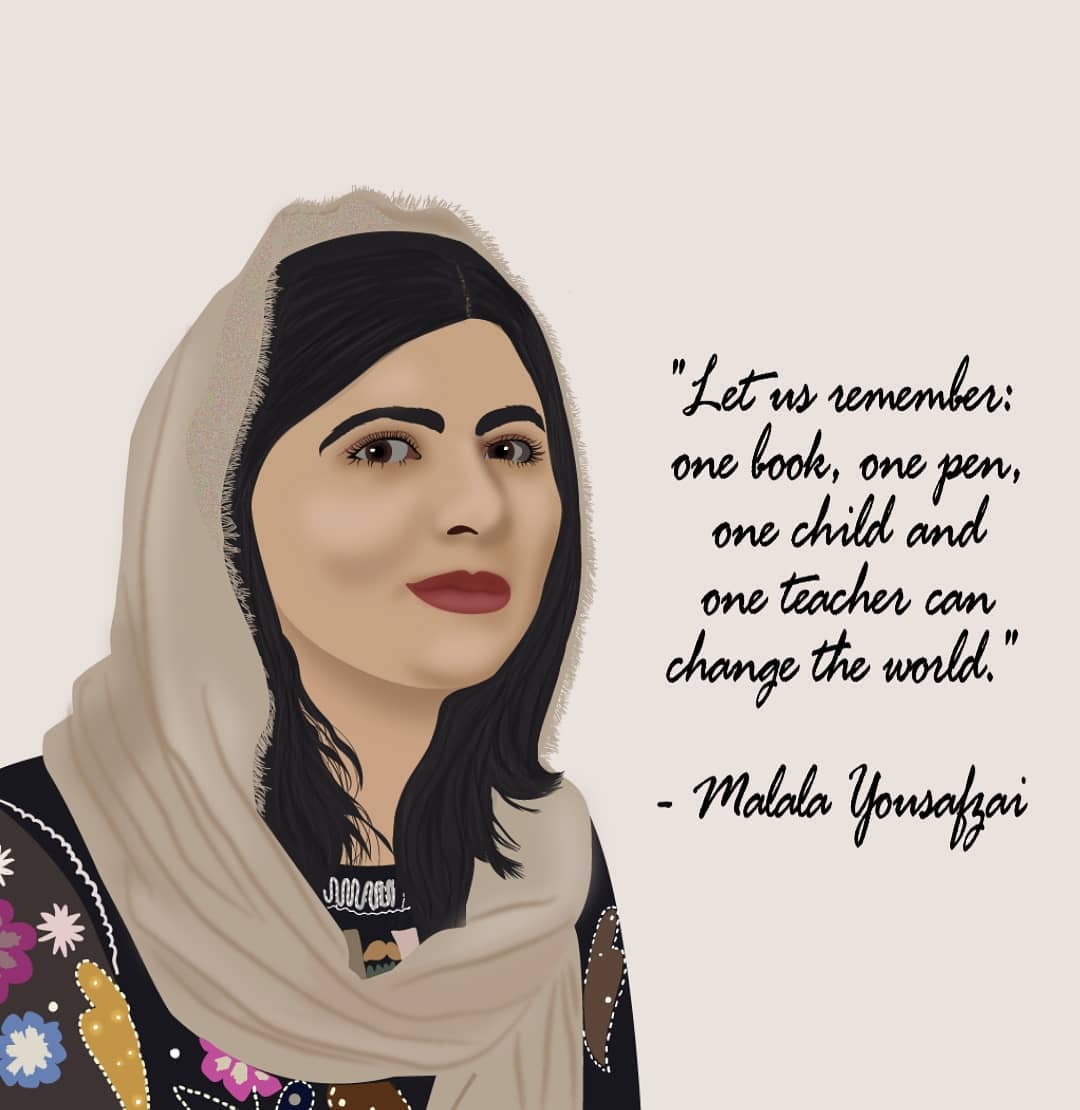 "Let us remember:
one book, one pen,
one child and
one teacher can
change the world."
- Malala Yousafzai